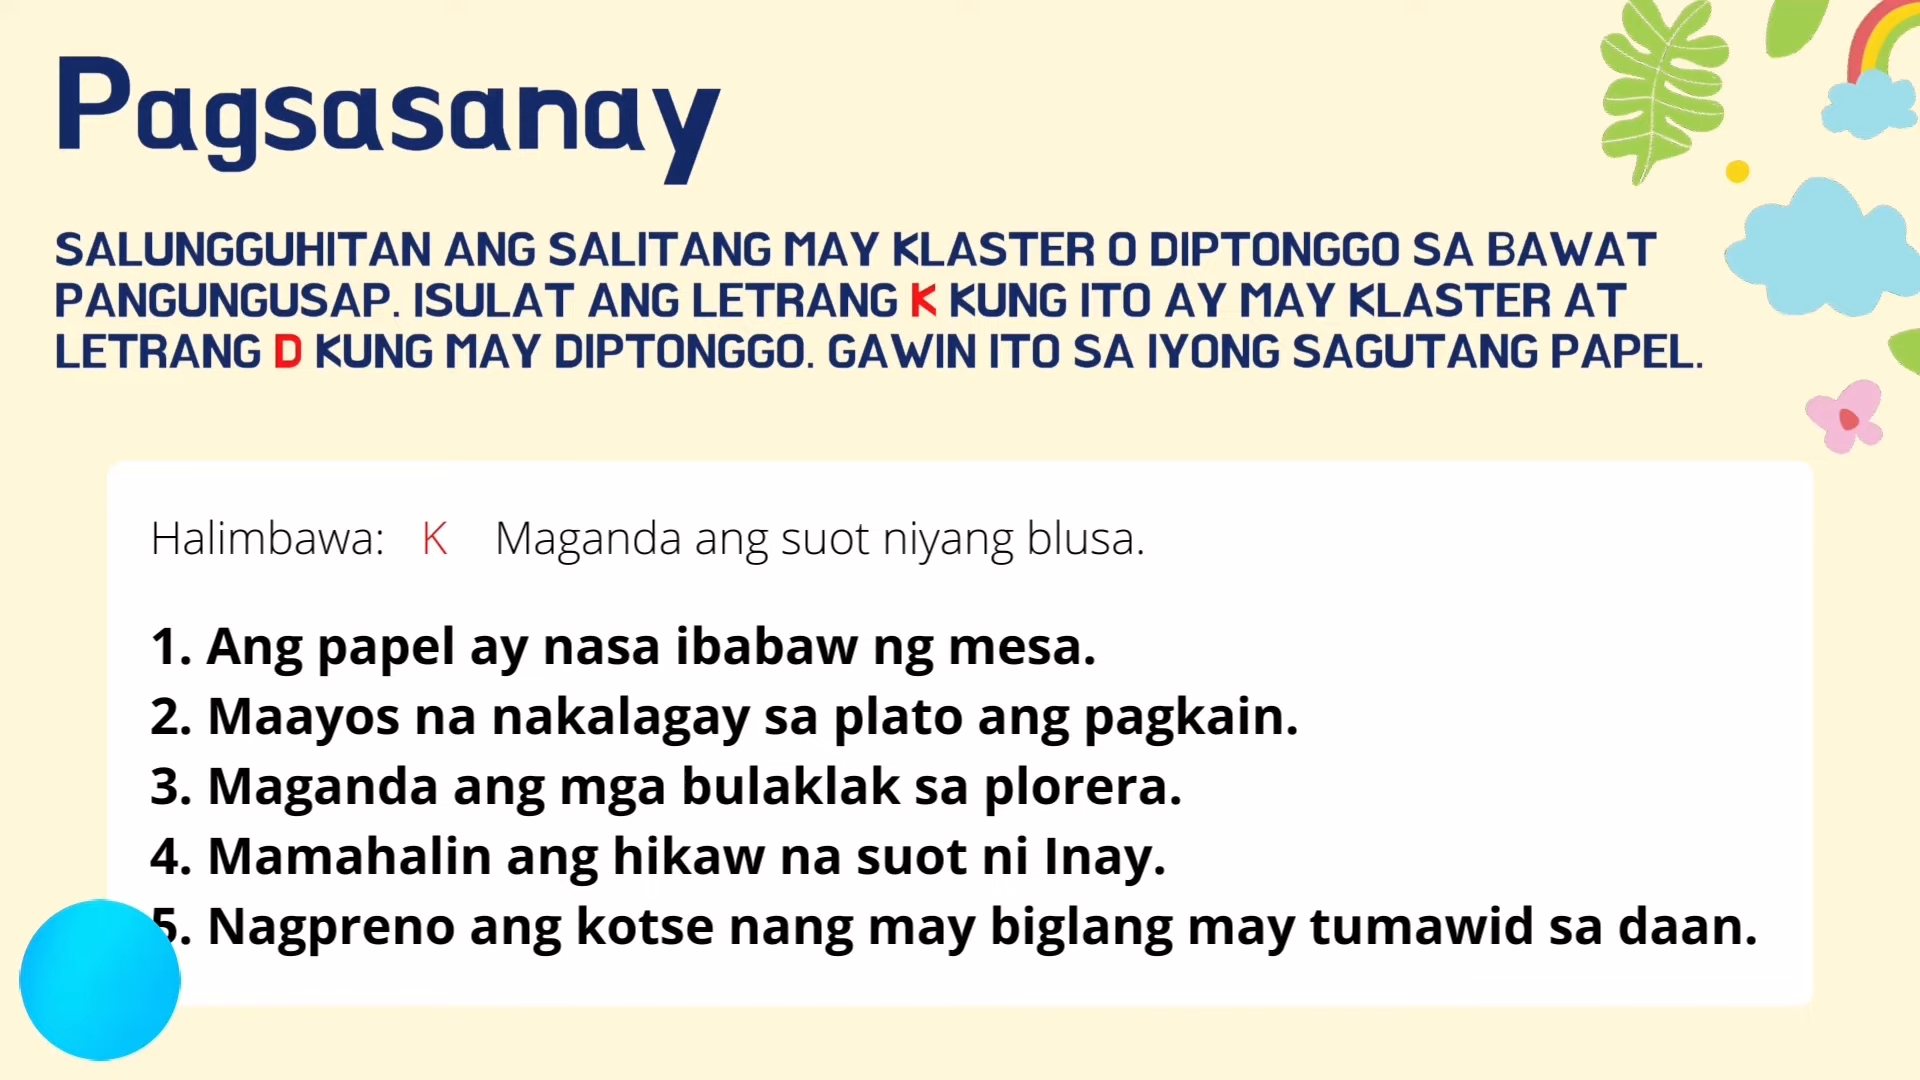 Pagsasanay
SALUNGGUHITAN ANG SALITANG MAY KLASTER O DIPTONGGO SA BAWAT
PANGUNGUSAP. ISULAT ANG LETRANG K KUNG ITO AY MAY KLASTER AT
LETRANG D KUNG MAY DIPTONGGO. GAWIN ITO SA IYONG SAGUTANG PAPEL.
Halimbawa: K Maganda ang suot niyang blusa.
1. Ang papel ay nasa ibabaw ng mesa.
2. Maayos na nakalagay sa plato ang pagkain.
3. Maganda ang mga bulaklak sa plorera.
4. Mamahalin ang hikaw na suot ni Inay.
5. Nagpreno ang kotse nang may biglang may tumawid sa daan.